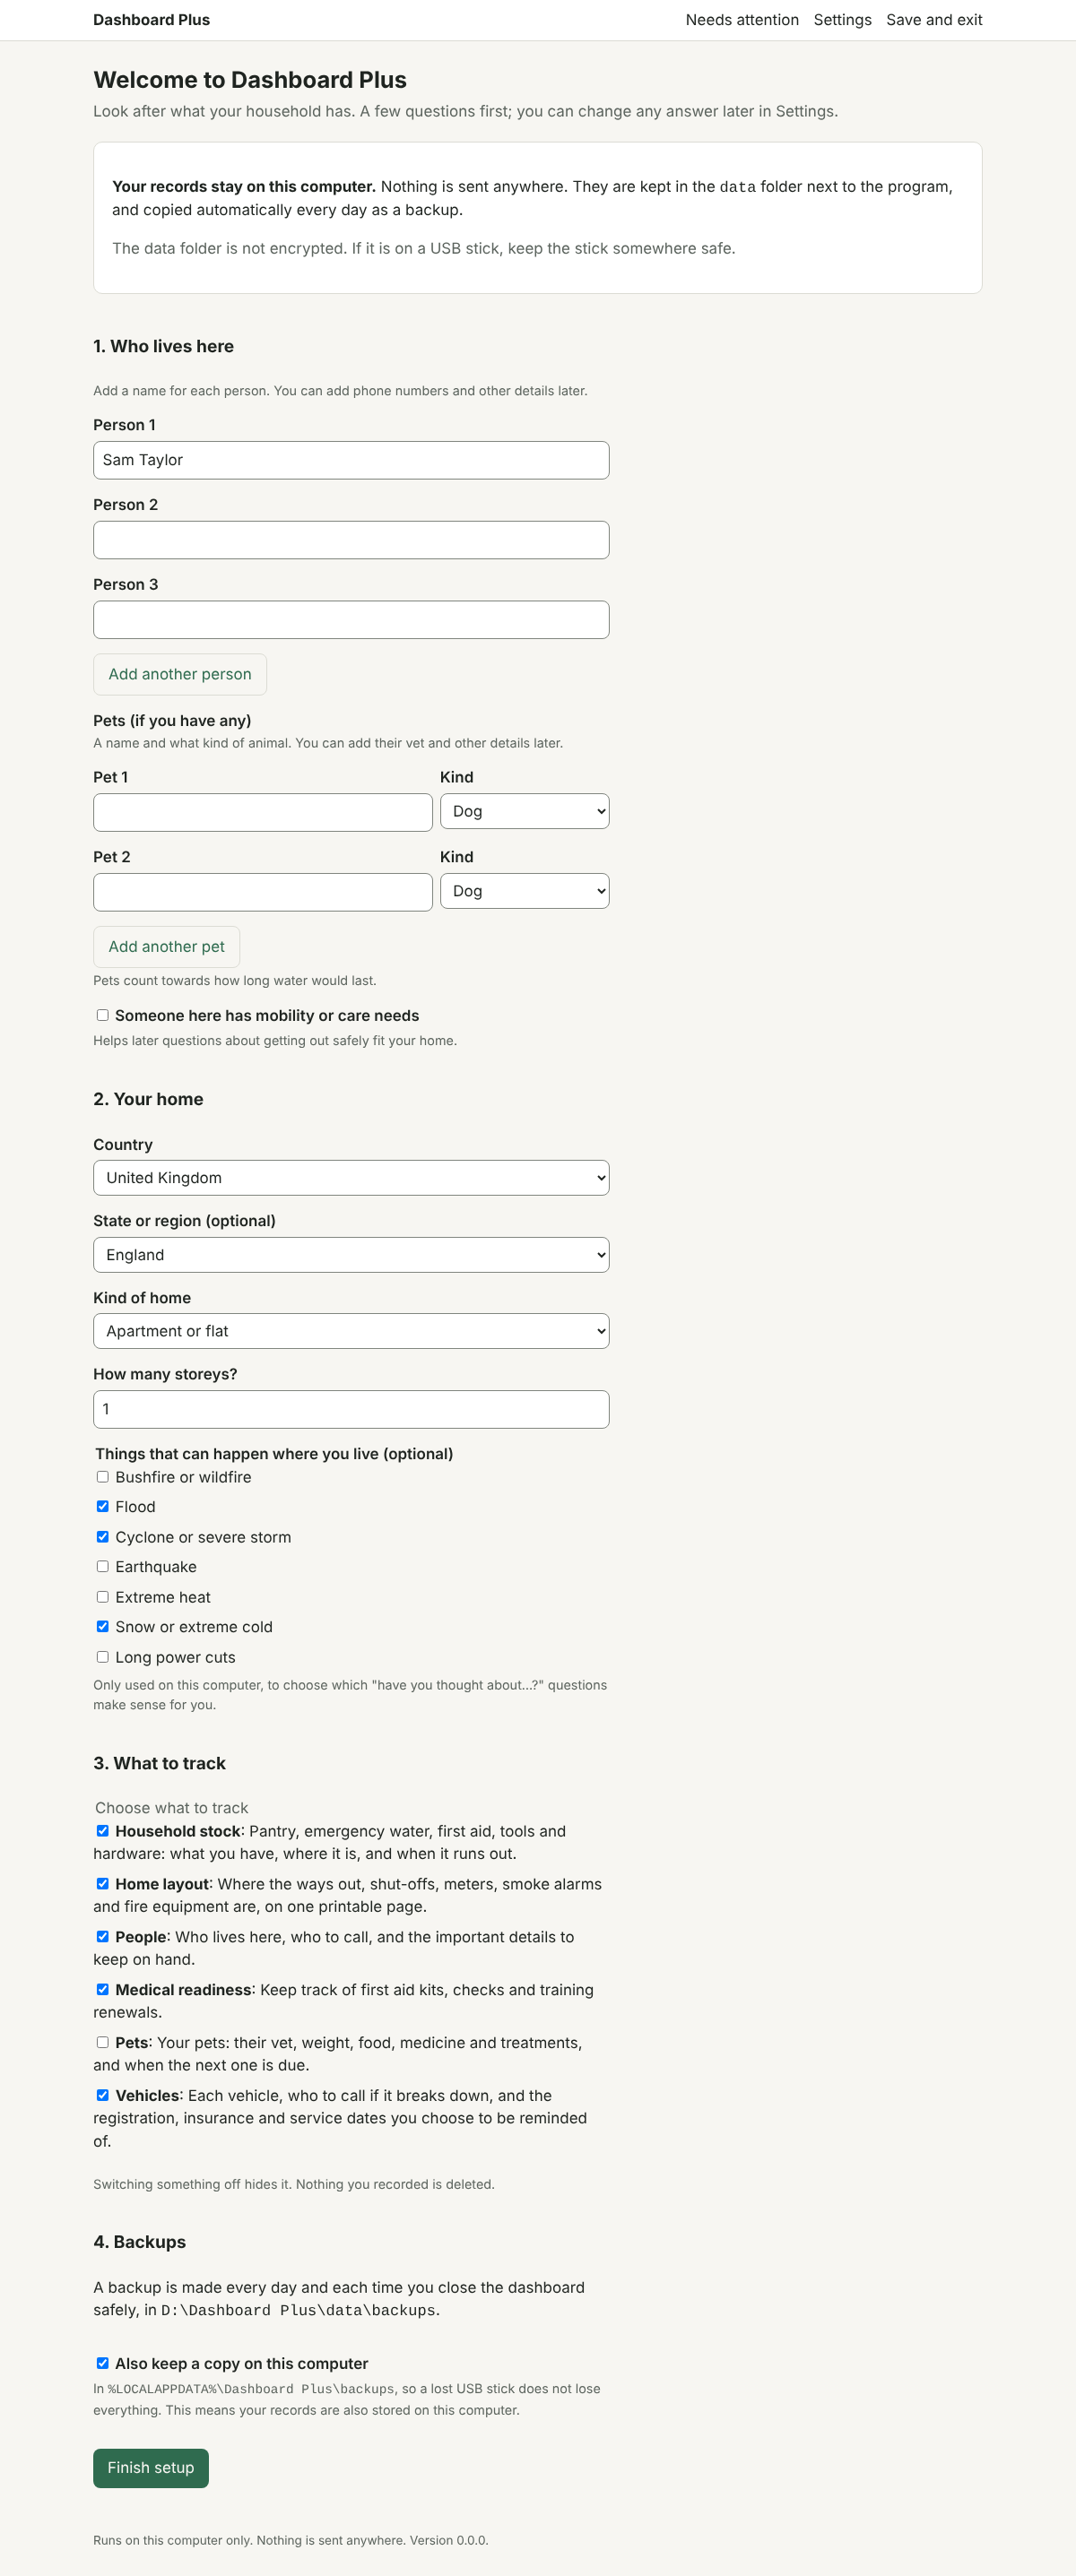 Dashboard Plus
Needs attention Settings Save and exit
Welcome to Dashboard Plus
Look after what your household has. A few questions first; you can change any answer later in Settings.
Your records stay on this computer. Nothing is sent anywhere. They are kept in the data folder next to the program,
and copied automatically every day as a backup.
The data folder is not encrypted. If it is on a USB stick, keep the stick somewhere safe.
1. Who lives here
Add a name for each person. You can add phone numbers and other details later.
Person 1
Sam Taylor
Person 2
Person 3
Add another person
Pets (if you have any)
A name and what kind of animal. You can add their vet and other details later.
Pet 1 Kind
Dog
Pet 2 Kind
Dog
Add another pet
Pets count towards how long water would last.
Someone here has mobility or care needs
Helps later questions about getting out safely fit your home.
2. Your home
Country
United Kingdom
State or region (optional)
England
Kind of home
Apartment or flat
How many storeys?
1
Things that can happen where you live (optional)
Bushfire or wildfire
Flood
Cyclone or severe storm
Earthquake
Extreme heat
Snow or extreme cold
Long power cuts
Only used on this computer, to choose which "have you thought about...?" questions
make sense for you.
3. What to track
Choose what to track
Household stock: Pantry, emergency water, first aid, tools and
hardware: what you have, where it is, and when it runs out.
Home layout: Where the ways out, shut-offs, meters, smoke alarms
and fire equipment are, on one printable page.
People: Who lives here, who to call, and the important details to
keep on hand.
Medical readiness: Keep track of first aid kits, checks and training
renewals.
Pets: Your pets: their vet, weight, food, medicine and treatments,
and when the next one is due.
Vehicles: Each vehicle, who to call if it breaks down, and the
registration, insurance and service dates you choose to be reminded
of.
Switching something off hides it. Nothing you recorded is deleted.
4. Backups
A backup is made every day and each time you close the dashboard
safely, in D:\Dashboard Plus\data\backups.
Also keep a copy on this computer
In %LOCALAPPDATA%\Dashboard Plus\backups, so a lost USB stick does not lose
everything. This means your records are also stored on this computer.
Finish setup
Runs on this computer only. Nothing is sent anywhere. Version 0.0.0.